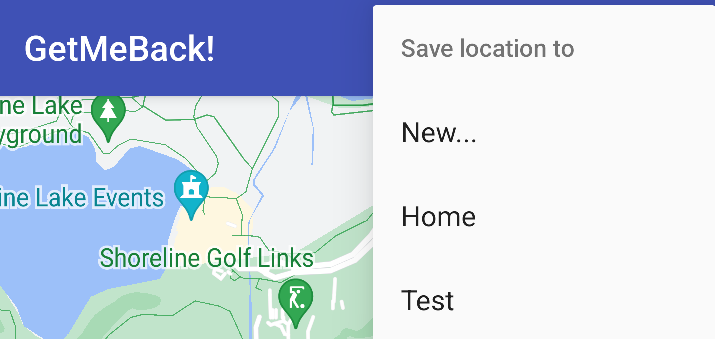 GetMeBack!
Save location to
New...
Home
Test
ne Lake
yground
ine Lake Events
Shoreline Golf Links